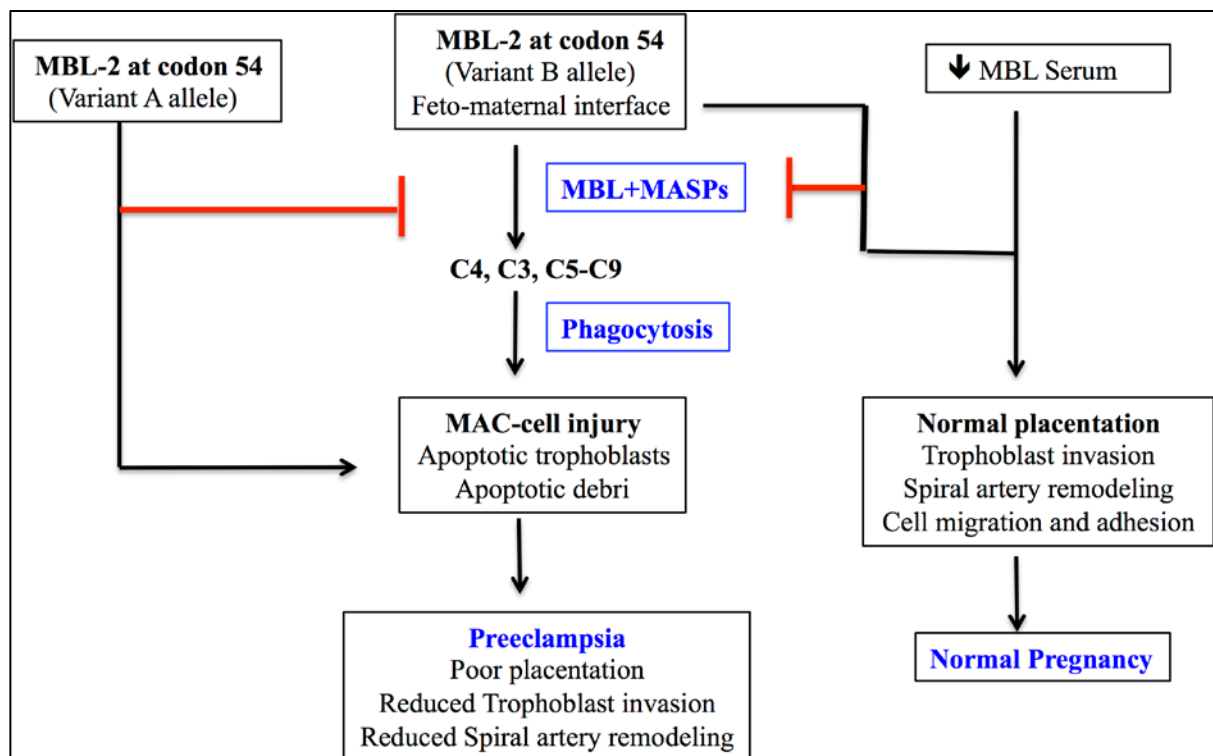 MBL-2 at codon 54
(Variant A allele)
MBL-2 at codon 54
(Variant B allele)
Feto-maternal interface
🡻 MBL Serum
MBL+MASPs
C4, C3, C5-C9
Phagocytosis
MAC-cell injury
Apoptotic trophoblasts
Apoptotic debri
Normal placentation
Trophoblast invasion
Spiral artery remodeling
Cell migration and adhesion
Preeclampsia
Poor placentation
Reduced Trophoblast invasion
Reduced Spiral artery remodeling
Normal Pregnancy